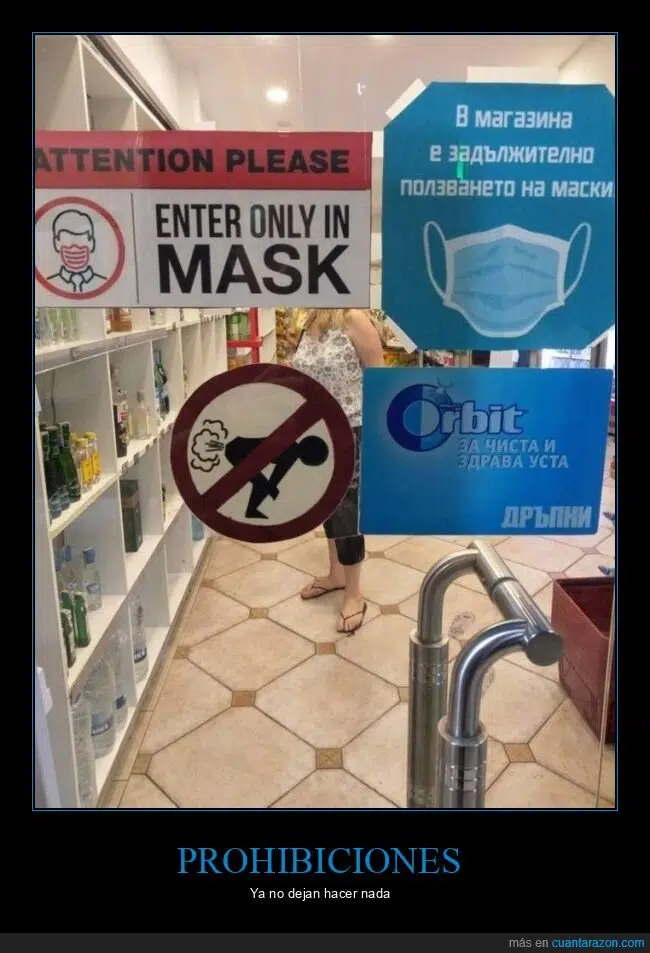 ATTENTION PLEASE
ENTER ONLY IN
MASK
В магазина
е задължително
ползването на маски
Orbit
ЗА ЧИСТА И
ЗДРАВА УСТА
ДРЪПНИ
PROHIBICIONES
Ya no dejan hacer nada
más en cuantarazon.com